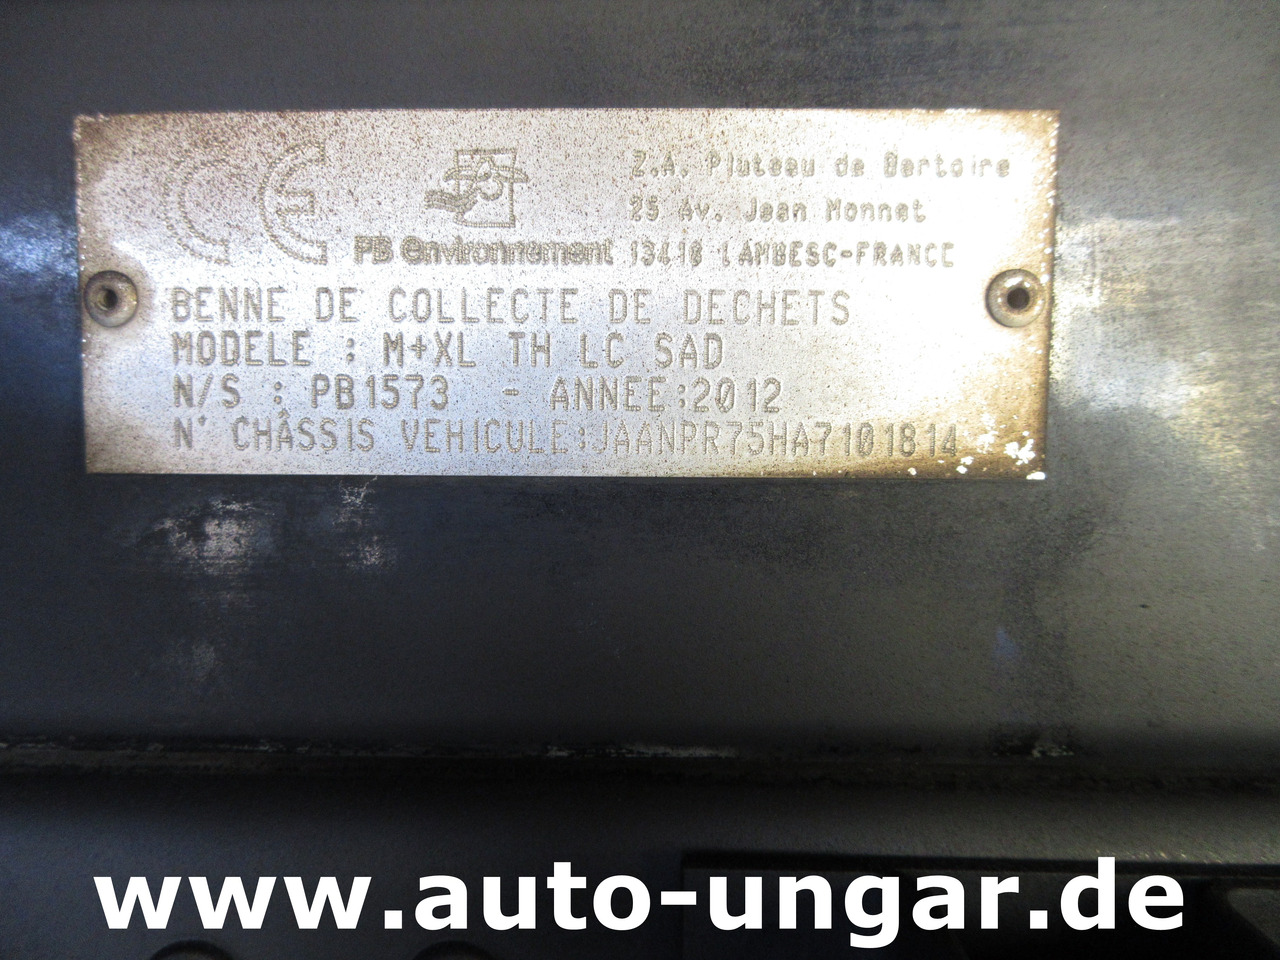 CE
Z.A. Plateau de Bertoire
25 Av. Jean Monnet
PB environnement 13410 LAMBESC-FRANCE
BENNE DE COLLECTE DE DECHETS
MODELE : M+XL TH LC SAD
N/S : PB1573 - ANNEE:2012
N° CHÂSSIS VEHICULE:JAANPR75HA7101814
www.auto-ungar.de